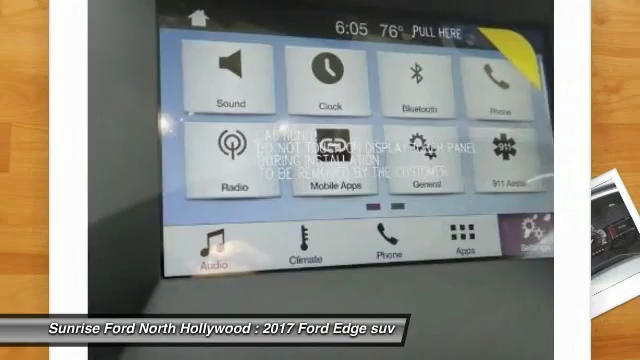 6:05 76° PULL HERE
Sound Clock Bluetooth Phone
CAUTION
DO NOT TOUCH ON DISPLAY PANEL
DURING INSTALLATION
TO BE REMOVED BY THE CUSTOMER
911
Radio Mobile Apps General 911 Assist
Audio Climate Phone Apps Settings
Sunrise Ford North Hollywood : 2017 Ford Edge suv